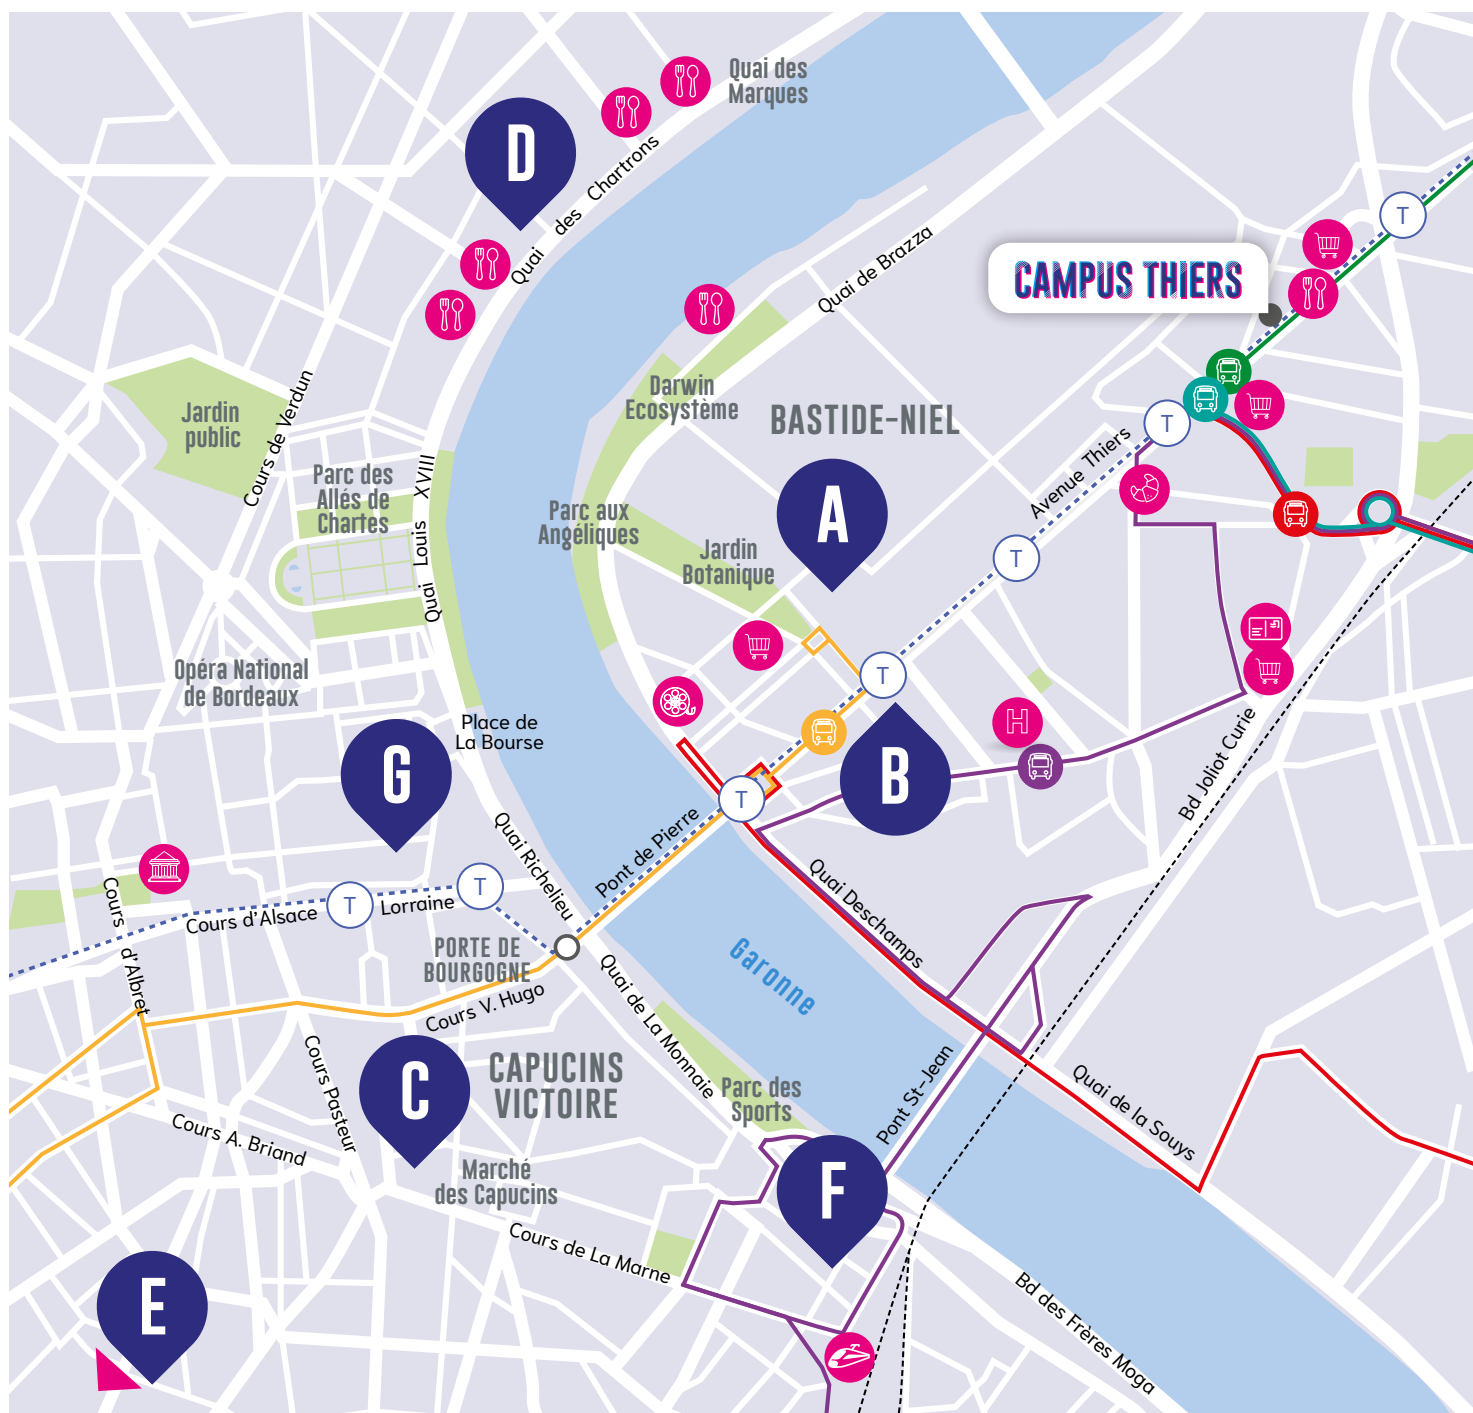 Quai des
Marques
D
Quai des Chartrons
T
Quai de Brazza
CAMPUS THIERS
Darwin
Ecosystème
BASTIDE-NIEL
Jardin
public
Cours de Verdun
Parc des
Allés de
Chartes
Quai Louis XVIII
T
Avenue Thiers
A
Parc aux
Angéliques
Jardin
Botanique
T
Opéra National
de Bordeaux
T
Place de
La Bourse
H
G
B
Bd Joliot Curie
T
Pont de Pierre
Quai Richelieu
Quai Deschamps
T
T
Cours d'Alsace
Lorraine
Cours d'Albret
PORTE DE
BOURGOGNE
Garonne
Cours V. Hugo
Quai de La Monnaie
Cours Pasteur
C
CAPUCINS
VICTOIRE
Parc des
Sports
Pont St-Jean
Quai de la Souys
Cours A. Briand
Marché
des Capucins
F
Cours de La Marne
E
Bd des Frères Moga